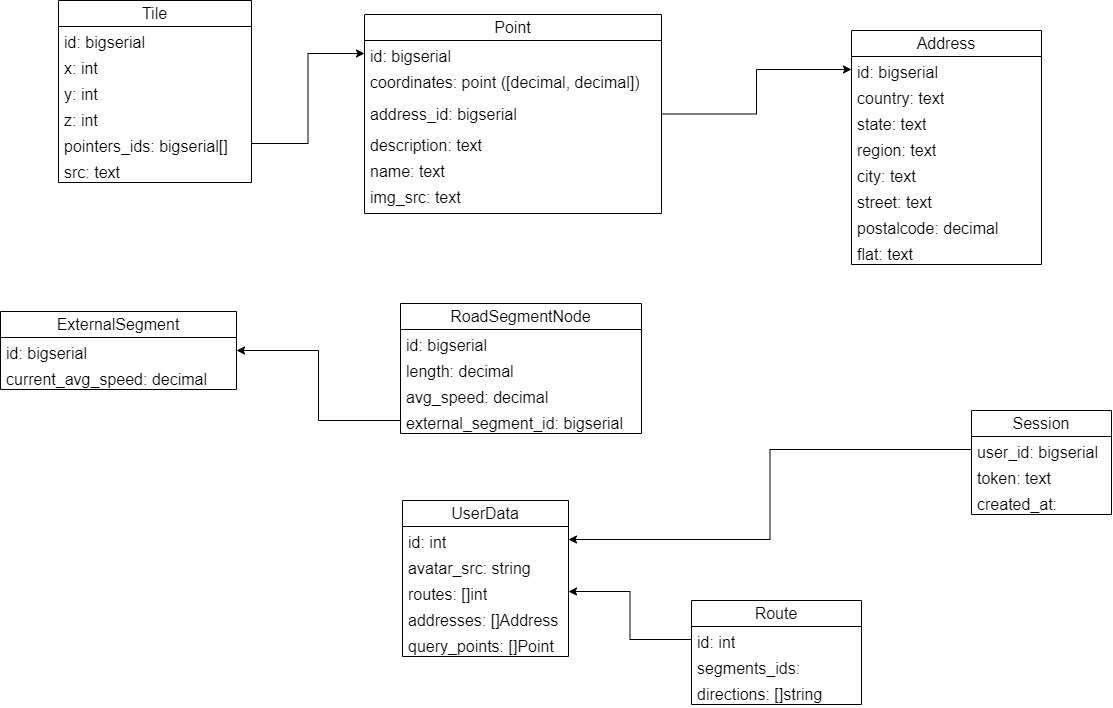 Tile
id: bigserial
x: int
y: int
z: int
pointers_ids: bigserial[]
src: text
Point
id: bigserial
coordinates: point ([decimal, decimal])
address_id: bigserial
description: text
name: text
img_src: text
Address
id: bigserial
country: text
state: text
region: text
city: text
street: text
postalcode: decimal
flat: text
ExternalSegment
id: bigserial
current_avg_speed: decimal
RoadSegmentNode
id: bigserial
length: decimal
avg_speed: decimal
external_segment_id: bigserial
Session
user_id: bigserial
token: text
created_at:
UserData
id: int
avatar_src: string
routes: []int
addresses: []Address
query_points: []Point
Route
id: int
segments_ids:
directions: []string